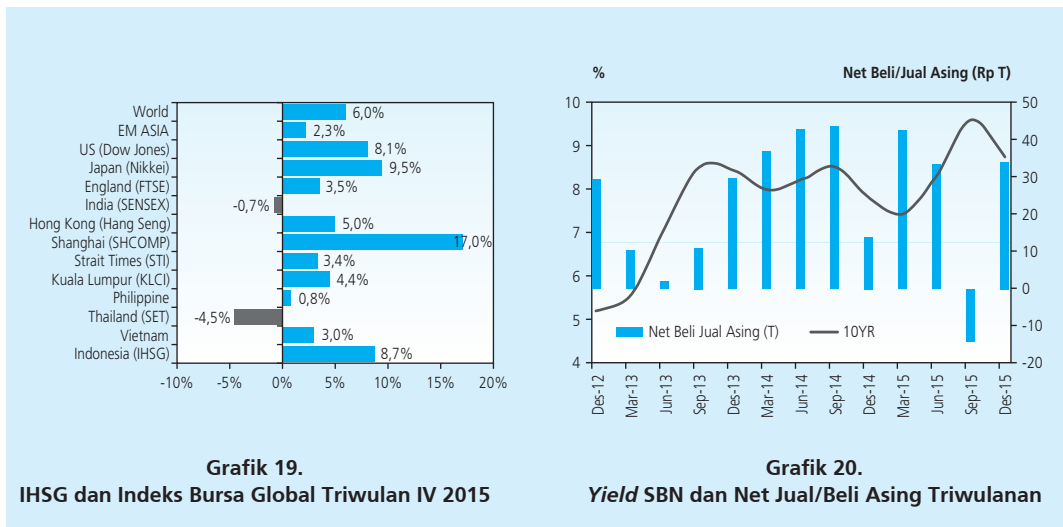 World
6,0%
EM ASIA
2,3%
US (Dow Jones)
8,1%
Japan (Nikkei)
9,5%
England (FTSE)
3,5%
India (SENSEX)
-0,7%
Hong Kong (Hang Seng)
5,0%
Shanghai (SHCOMP)
17,0%
Strait Times (STI)
3,4%
Kuala Lumpur (KLCI)
4,4%
Philippine
0,8%
Thailand (SET)
-4,5%
Vietnam
3,0%
Indonesia (IHSG)
8,7%
-10% -5% 0% 5% 10% 15% 20%
Grafik 19.
IHSG dan Indeks Bursa Global Triwulan IV 2015
% Net Beli/Jual Asing (Rp T)
10
9
8
7
6
5
4
50
40
30
20
10
0
-10
-20
Net Beli Jual Asing (T) 10YR
Des-12
Mar-13
Jun-13
Sep-13
Des-13
Mar-14
Jun-14
Sep-14
Des-14
Mar-15
Jun-15
Sep-15
Des-15
Grafik 20.
Yield SBN dan Net Jual/Beli Asing Triwulanan